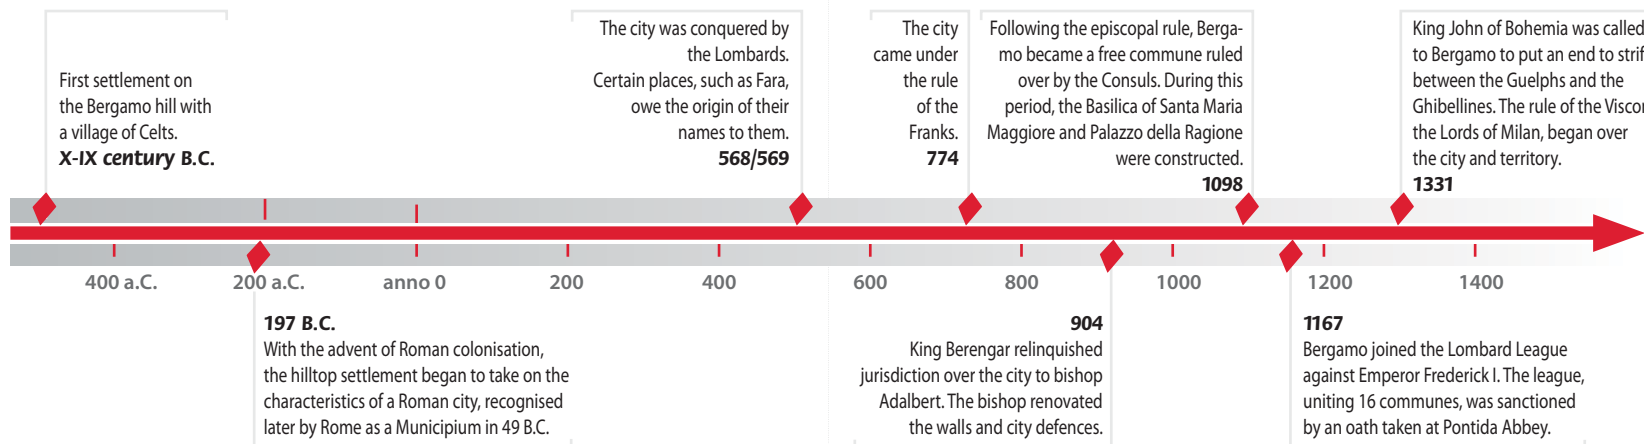 First settlement on
the Bergamo hill with
a village of Celts.
X-IX century B.C.
The city was conquered by
the Lombards.
Certain places, such as Fara,
owe the origin of their
names to them.
568/569
The city
came under
the rule
of the
Franks.
774
Following the episcopal rule, Berga-
mo became a free commune ruled
over by the Consuls. During this
period, the Basilica of Santa Maria
Maggiore and Palazzo della Ragione
were constructed.
1098
King John of Bohemia was called
to Bergamo to put an end to strif
between the Guelphs and the
Ghibellines. The rule of the Viscon
the Lords of Milan, began over
the city and territory.
1331
400 a.C.
200 a.C.
anno 0
200
400
600
800
1000
1200
1400
197 B.C.
With the advent of Roman colonisation,
the hilltop settlement began to take on the
characteristics of a Roman city, recognised
later by Rome as a Municipium in 49 B.C.
904
King Berengar relinquished
jurisdiction over the city to bishop
Adalbert. The bishop renovated
the walls and city defences.
1167
Bergamo joined the Lombard League
against Emperor Frederick I. The league,
uniting 16 communes, was sanctioned
by an oath taken at Pontida Abbey.